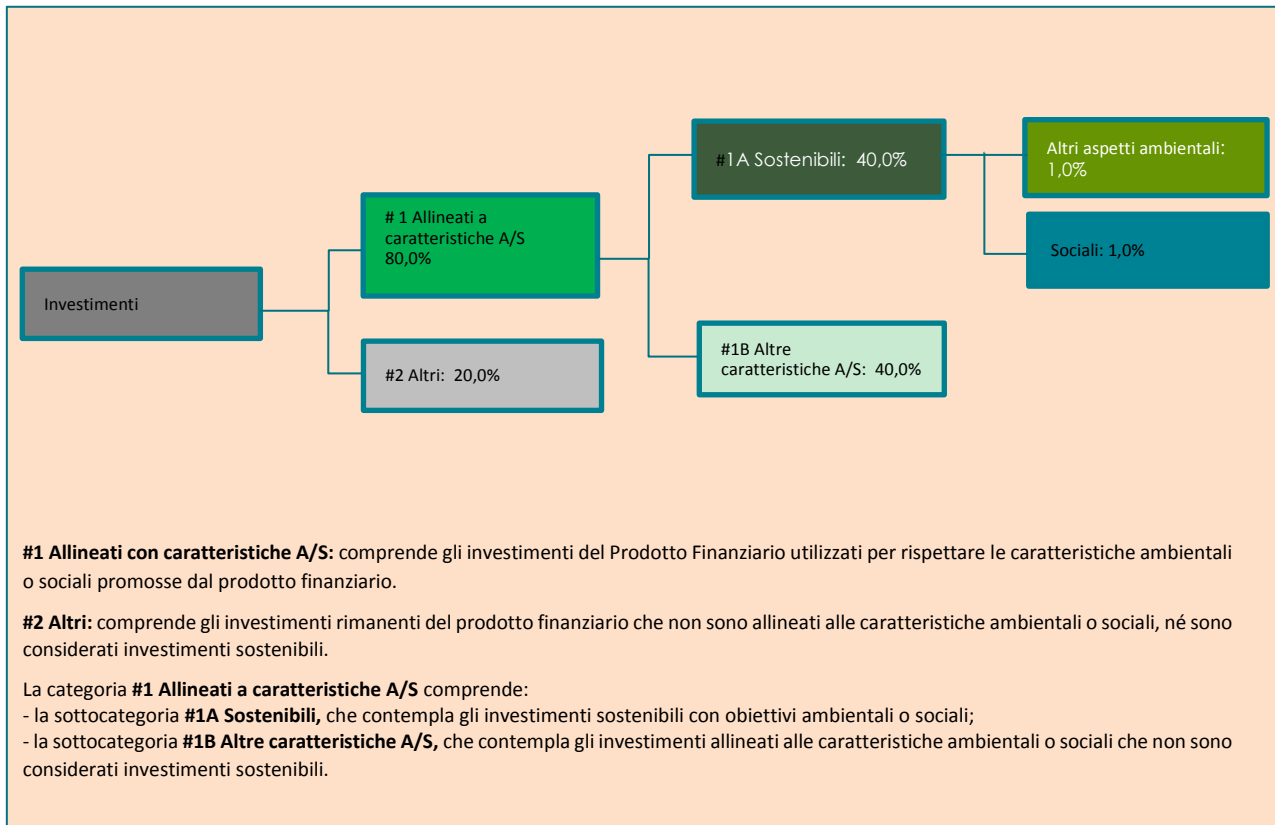 #1A Sostenibili: 40,0%
Altri aspetti ambientali:
1,0%
# 1 Allineati a
caratteristiche A/S
80,0%
Sociali: 1,0%
Investimenti
#2 Altri: 20,0%
#1B Altre
caratteristiche A/S: 40,0%
#1 Allineati con caratteristiche A/S: comprende gli investimenti del Prodotto Finanziario utilizzati per rispettare le caratteristiche ambientali
o sociali promosse dal prodotto finanziario.
#2 Altri: comprende gli investimenti rimanenti del prodotto finanziario che non sono allineati alle caratteristiche ambientali o sociali, né sono
considerati investimenti sostenibili.
La categoria #1 Allineati a caratteristiche A/S comprende:
- la sottocategoria #1A Sostenibili, che contempla gli investimenti sostenibili con obiettivi ambientali o sociali;
- la sottocategoria #1B Altre caratteristiche A/S, che contempla gli investimenti allineati alle caratteristiche ambientali o sociali che non sono
considerati investimenti sostenibili.